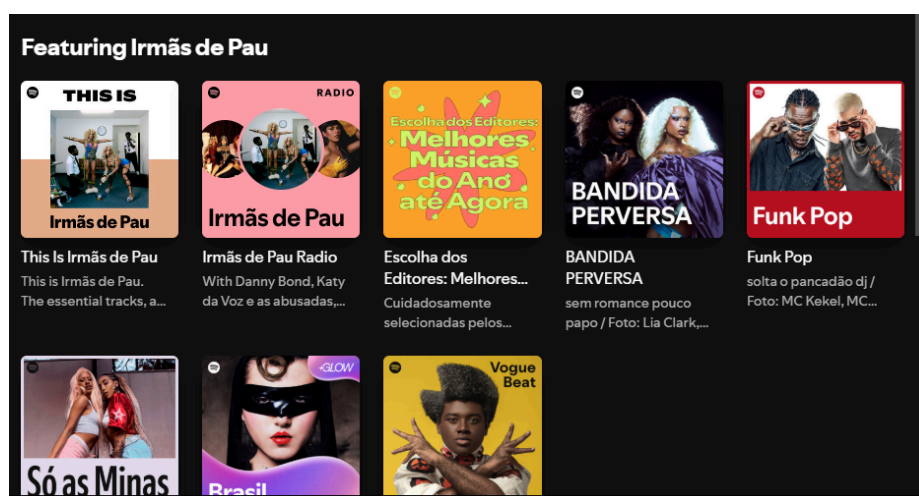 Featuring Irmãs de Pau
THIS IS
Irmãs de Pau
This Is Irmãs de Pau
This is Irmãs de Pau.
The essential tracks, a...
RADIO
Irmãs de Pau
Irmãs de Pau Radio
With Danny Bond, Katy
da Voz e as abusadas,...
Escolha dos Editores:
Melhores
Músicas
do Ano
até Agora
Escolha dos
Editores: Melhores...
Cuidadosamente
selecionadas pelos...
BANDIDA
PERVERSA
BANDIDA
PERVERSA
sem romance pouco
papo / Foto: Lia Clark,...
Funk Pop
Funk Pop
solta o pancadão dj /
Foto: MC Kekel, MC...
Só as Minas
+GLOW
Brasil
Vogue
Beat